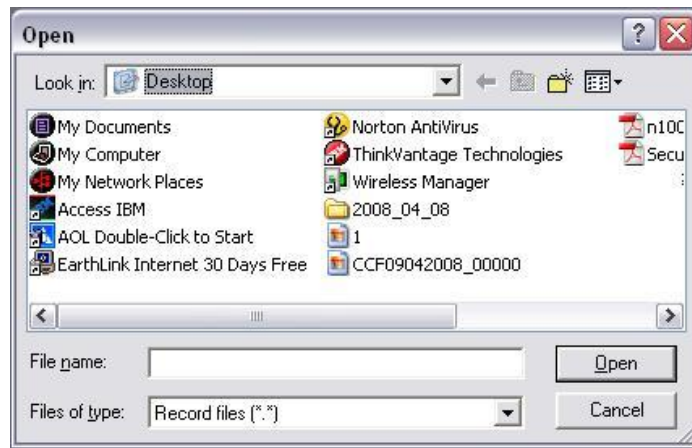 Open
Look in: Desktop
My Documents
My Computer
My Network Places
Access IBM
AOL Double-Click to Start
EarthLink Internet 30 Days Free
Norton AntiVirus
ThinkVantage Technologies
Wireless Manager
2008_04_08
1
CCF09042008_00000
n10C
Secu
File name:
Open
Files of type: Record files (*.*)
Cancel